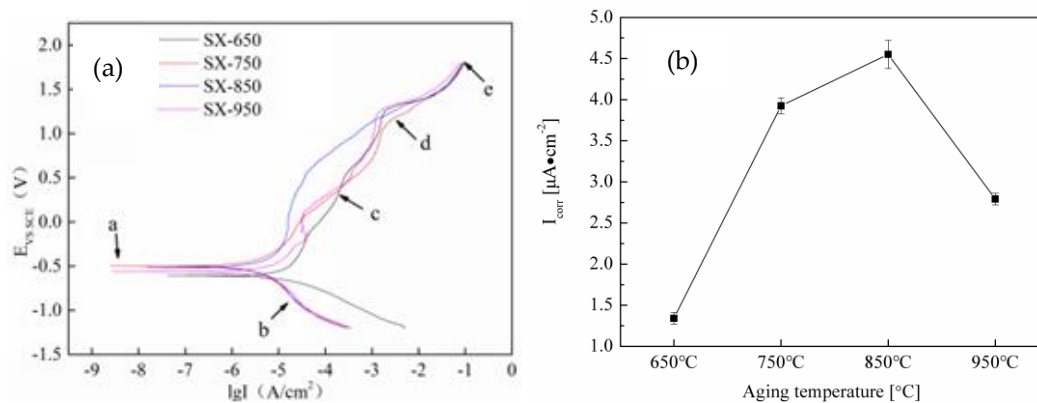 (a)
SX-650
SX-750
SX-850
SX-950
a
b
c
d
e
2.0
1.5
1.0
0.5
0.0
-0.5
-1.0
-1.5
E VS SCE (V)
-9 -8 -7 -6 -5 -4 -3 -2 -1 0
lgI (A/cm²)
(b)
5.0
4.5
4.0
3.5
3.0
2.5
2.0
1.5
1.0
I corr [μA•cm⁻²]
650°C 750°C 850°C 950°C
Aging temperature [°C]